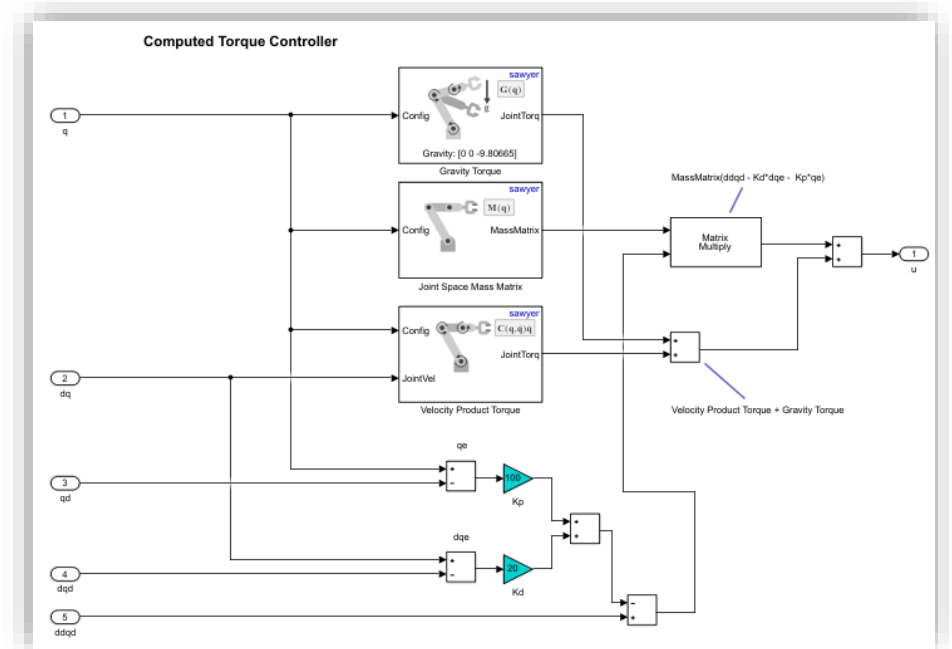 Computed Torque Controller
sawyer
G(q)
g
1
Config
JointTorq
q
Gravity: [0 0 -9.80665]
Gravity Torque
MassMatrix(ddqd - Kd*dqe - Kp*qe)
sawyer
M(q)
Config
MassMatrix
Matrix
Multiply
+
+
1
u
Joint Space Mass Matrix
sawyer
Config
C(q,q̇)q̇
JointTorq
+
+
2
JointVel
dq
Velocity Product Torque
Velocity Product Torque + Gravity Torque
qe
+
-
100
3
qd
Kp
+
+
dqe
+
-
20
4
dqd
Kd
-
+
5
ddqd